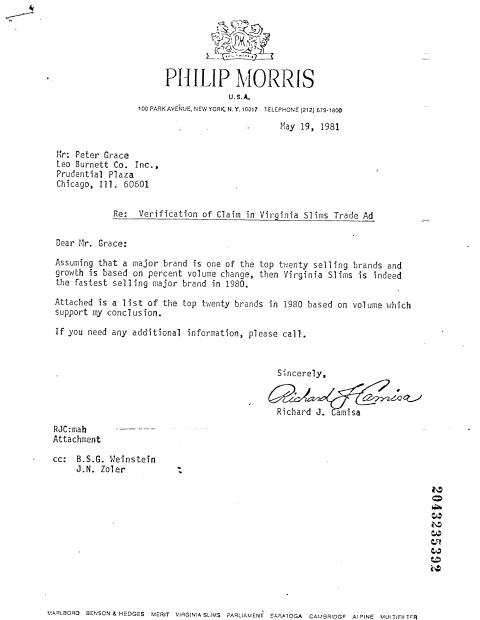 PHILIP MORRIS
U.S.A.
100 PARK AVENUE, NEW YORK, N. Y. 10017 TELEPHONE (212) 679-1800
May 19, 1981
Mr: Peter Grace
Leo Burnett Co. Inc.,
Prudential Plaza
Chicago, Ill. 60601
Re: Verification of Claim in Virginia Slims Trade Ad
Dear Mr. Grace:
Assuming that a major brand is one of the top twenty selling brands and
growth is based on percent volume change, then Virginia Slims is indeed
the fastest selling major brand in 1980.
Attached is a list of the top twenty brands in 1980 based on volume which
support my conclusion.
If you need any additional information, please call.
Sincerely,
Richard J Camisa
Richard J. Camisa
RJC:mah
Attachment
cc: B.S.G. Weinstein
J.N. Zoler
2043235392
MARLBORO BENSON & HEDGES MERIT VIRGINIA SLIMS PARLIAMENT SARATOGA CAMBRIDGE ALPINE MULTIFILTER